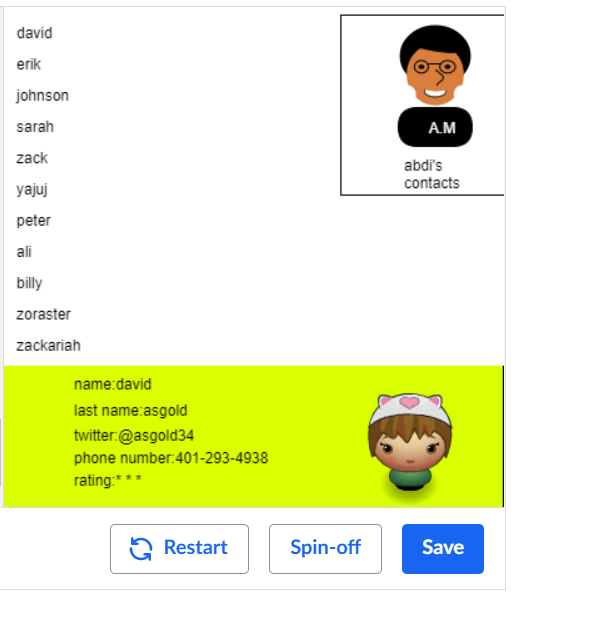 david
erik
johnson
sarah
zack
yajuj
peter
ali
billy
zoraster
zackariah
A.M
abdi's
contacts
name:david
last name:asgold
twitter:@asgold34
phone number:401-293-4938
rating:* * *
Restart
Spin-off
Save